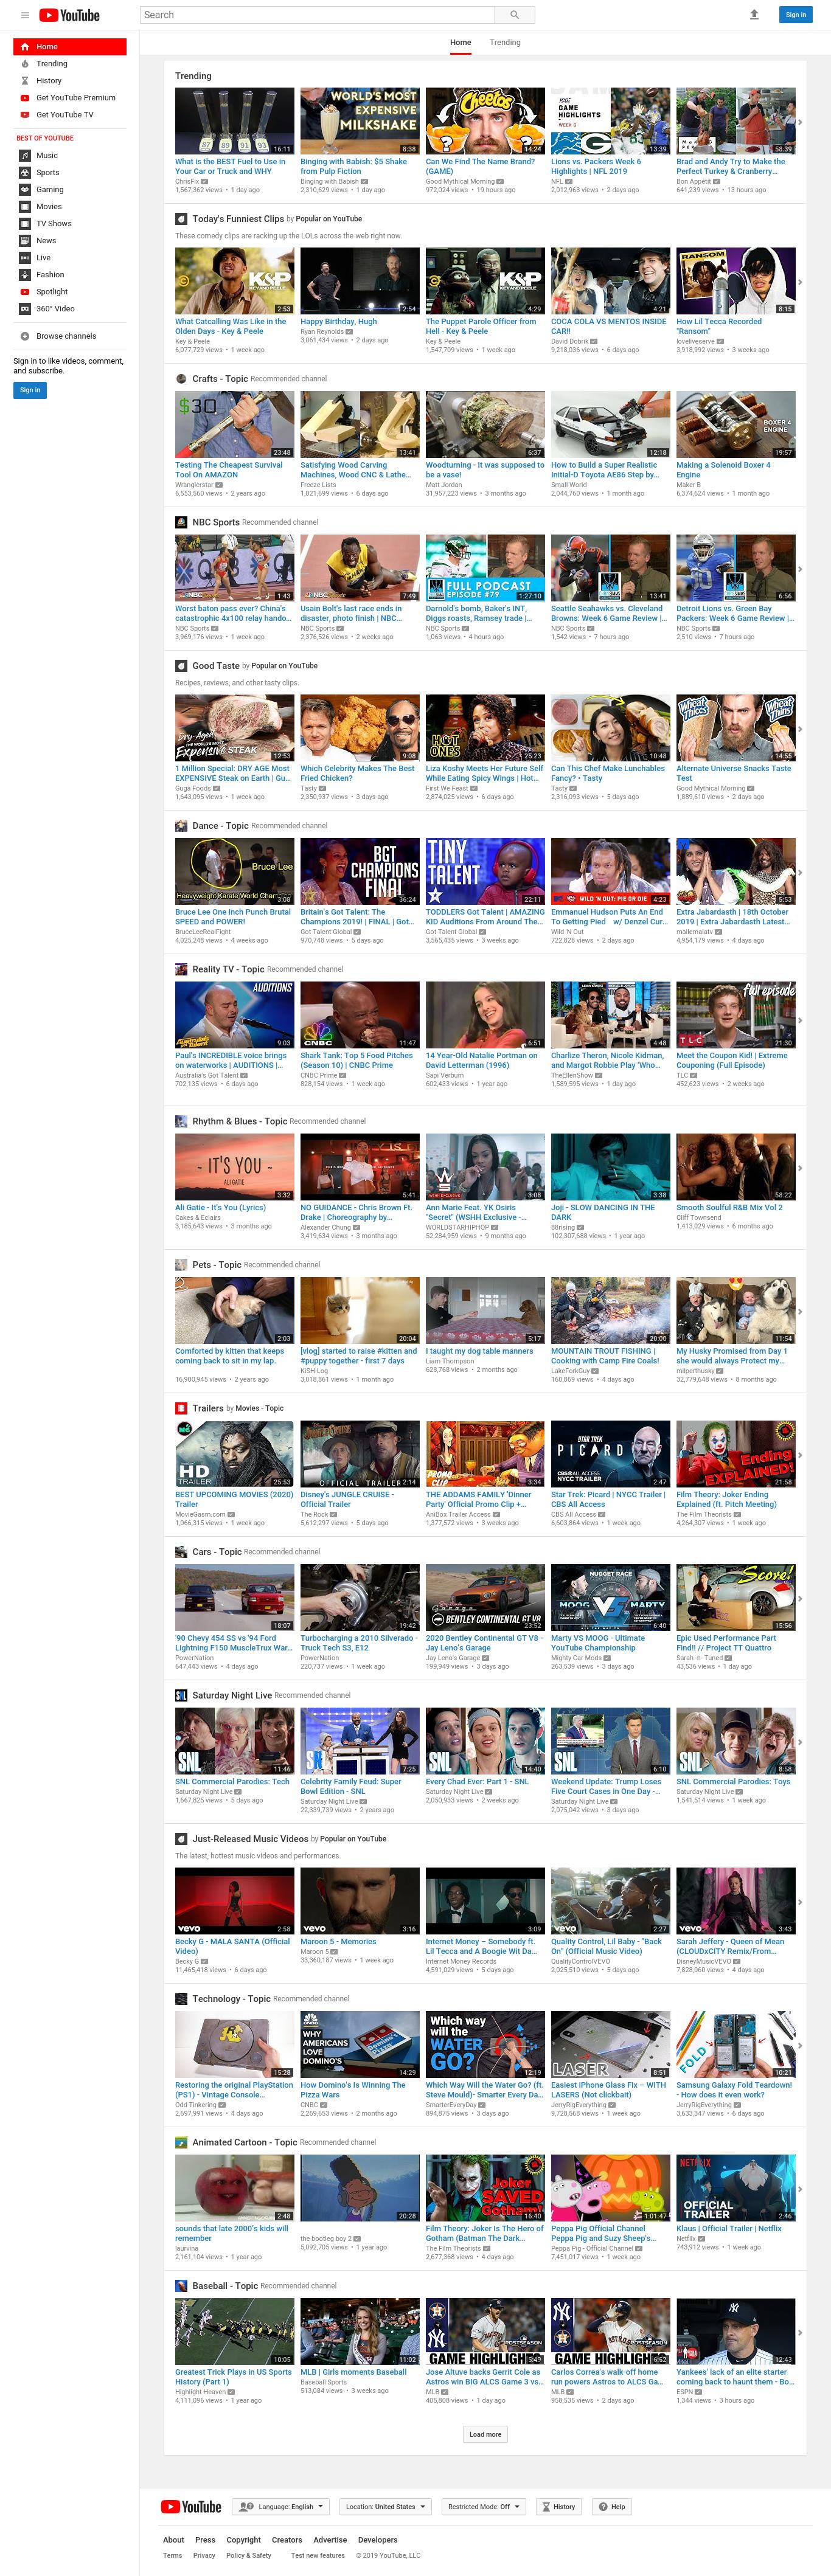 YouTube
Search
Sign in
Home
Trending
History
Get YouTube Premium
Get YouTube TV
BEST OF YOUTUBE
Music
Sports
Gaming
Movies
TV Shows
News
Live
Fashion
Spotlight
360° Video
Browse channels
Sign in to like videos, comment,
and subscribe.
Sign in
Home Trending
Trending
What is the BEST Fuel to Use in
Your Car or Truck and WHY
ChrisFix
1,567,362 views • 1 day ago
Binging with Babish: $5 Shake
from Pulp Fiction
Binging with Babish
2,310,629 views • 1 day ago
Can We Find The Name Brand?
(GAME)
Good Mythical Morning
972,024 views • 19 hours ago
Lions vs. Packers Week 6
Highlights | NFL 2019
NFL
2,012,963 views • 2 days ago
Brad and Andy Try to Make the
Perfect Turkey & Cranberry...
Bon Appétit
641,239 views • 13 hours ago
Today's Funniest Clips by Popular on YouTube
These comedy clips are racking up the LOLs across the web right now.
What Catcalling Was Like in the
Olden Days - Key & Peele
Key & Peele
6,077,729 views • 1 week ago
Happy Birthday, Hugh
Ryan Reynolds
3,061,434 views • 2 days ago
The Puppet Parole Officer from
Hell - Key & Peele
Key & Peele
1,547,709 views • 1 week ago
COCA COLA VS MENTOS INSIDE
CAR!!
David Dobrik
9,218,036 views • 6 days ago
How Lil Tecca Recorded
"Ransom"
loveliveserve
3,918,992 views • 3 weeks ago
Crafts - Topic Recommended channel
Testing The Cheapest Survival
Tool On AMAZON
Wranglerstar
6,553,560 views • 2 years ago
Satisfying Wood Carving
Machines, Wood CNC & Lathe...
Freeze Lists
1,021,699 views • 6 days ago
Woodturning - It was supposed to
be a vase!
Matt Jordan
31,957,223 views • 3 months ago
How to Build a Super Realistic
Initial-D Toyota AE86 Step by...
Small World
2,044,760 views • 1 month ago
Making a Solenoid Boxer 4
Engine
Maker B
6,374,624 views • 1 month ago
NBC Sports Recommended channel
Worst baton pass ever? China's
catastrophic 4x100 relay hando...
NBC Sports
3,969,176 views • 1 week ago
Usain Bolt's last race ends in
disaster, photo finish | NBC...
NBC Sports
2,376,526 views • 2 weeks ago
Darnold's bomb, Baker's INT,
Diggs roasts, Ramsey trade |...
NBC Sports
1,063 views • 4 hours ago
Seattle Seahawks vs. Cleveland
Browns: Week 6 Game Review |...
NBC Sports
1,542 views • 7 hours ago
Detroit Lions vs. Green Bay
Packers: Week 6 Game Review |...
NBC Sports
2,510 views • 7 hours ago
Good Taste by Popular on YouTube
Recipes, reviews, and other tasty clips.
1 Million Special: DRY AGE Most
EXPENSIVE Steak on Earth | Gu...
Guga Foods
1,643,095 views • 1 week ago
Which Celebrity Makes The Best
Fried Chicken?
Tasty
2,350,937 views • 3 days ago
Liza Koshy Meets Her Future Self
While Eating Spicy Wings | Hot...
First We Feast
2,874,025 views • 6 days ago
Can This Chef Make Lunchables
Fancy? • Tasty
Tasty
2,316,093 views • 5 days ago
Alternate Universe Snacks Taste
Test
Good Mythical Morning
1,889,610 views • 2 days ago
Dance - Topic Recommended channel
Bruce Lee One Inch Punch Brutal
SPEED and POWER!
BruceLeeRealFight
4,025,248 views • 4 weeks ago
Britain's Got Talent: The
Champions 2019! | FINAL | Got...
Got Talent Global
970,748 views • 5 days ago
TODDLERS Got Talent | AMAZING
KID Auditions From Around The...
Got Talent Global
3,565,435 views • 3 weeks ago
Emmanuel Hudson Puts An End
To Getting Pied w/ Denzel Cur...
Wild 'N Out
722,828 views • 2 days ago
Extra Jabardasth | 18th October
2019 | Extra Jabardasth Latest...
mallemalatv
4,954,179 views • 4 days ago
Reality TV - Topic Recommended channel
Paul's INCREDIBLE voice brings
on waterworks | AUDITIONS |...
Australia's Got Talent
702,135 views • 6 days ago
Shark Tank: Top 5 Food Pitches
(Season 10) | CNBC Prime
CNBC Prime
828,154 views • 1 week ago
14 Year-Old Natalie Portman on
David Letterman (1996)
Sapi Verbum
602,433 views • 1 year ago
Charlize Theron, Nicole Kidman,
and Margot Robbie Play 'Who...
TheEllenShow
1,589,595 views • 1 day ago
Meet the Coupon Kid! | Extreme
Couponing (Full Episode)
TLC
452,623 views • 2 weeks ago
Rhythm & Blues - Topic Recommended channel
Ali Gatie - It's You (Lyrics)
Cakes & Eclairs
3,185,643 views • 3 months ago
NO GUIDANCE - Chris Brown Ft.
Drake | Choreography by...
Alexander Chung
3,419,634 views • 3 months ago
Ann Marie Feat. YK Osiris
"Secret" (WSHH Exclusive -...
WORLDSTARHIPHOP
52,284,959 views • 9 months ago
Joji - SLOW DANCING IN THE
DARK
88rising
102,307,688 views • 1 year ago
Smooth Soulful R&B Mix Vol 2
Cliff Townsend
1,413,029 views • 6 months ago
Pets - Topic Recommended channel
Comforted by kitten that keeps
coming back to sit in my lap.
16,900,945 views • 2 years ago
[vlog] started to raise #kitten and
#puppy together - first 7 days
KiSH-Log
3,018,861 views • 1 month ago
I taught my dog table manners
Liam Thompson
628,768 views • 2 months ago
MOUNTAIN TROUT FISHING |
Cooking with Camp Fire Coals!
LakeForkGuy
160,869 views • 4 days ago
My Husky Promised from Day 1
she would always Protect my...
milperthusky
32,779,648 views • 8 months ago
Trailers by Movies - Topic
BEST UPCOMING MOVIES (2020)
Trailer
MovieGasm.com
1,066,315 views • 1 week ago
Disney's JUNGLE CRUISE -
Official Trailer
The Rock
5,612,297 views • 5 days ago
THE ADDAMS FAMILY 'Dinner
Party' Official Promo Clip +...
AniBox Trailer Access
1,377,572 views • 3 weeks ago
Star Trek: Picard | NYCC Trailer |
CBS All Access
CBS All Access
6,603,864 views • 1 week ago
Film Theory: Joker Ending
Explained (ft. Pitch Meeting)
The Film Theorists
4,264,307 views • 1 week ago
Cars - Topic Recommended channel
'90 Chevy 454 SS vs '94 Ford
Lightning F150 MuscleTrux War...
PowerNation
647,443 views • 4 days ago
Turbocharging a 2010 Silverado -
Truck Tech S3, E12
PowerNation
220,737 views • 1 week ago
2020 Bentley Continental GT V8 -
Jay Leno's Garage
Jay Leno's Garage
199,949 views • 3 days ago
Marty VS MOOG - Ultimate
YouTube Championship
Mighty Car Mods
263,539 views • 3 days ago
Epic Used Performance Part
Find!! // Project TT Quattro
Sarah -n- Tuned
43,536 views • 1 day ago
Saturday Night Live Recommended channel
SNL Commercial Parodies: Tech
Saturday Night Live
1,667,825 views • 5 days ago
Celebrity Family Feud: Super
Bowl Edition - SNL
Saturday Night Live
22,339,739 views • 2 years ago
Every Chad Ever: Part 1 - SNL
Saturday Night Live
2,050,933 views • 2 weeks ago
Weekend Update: Trump Loses
Five Court Cases in One Day -...
Saturday Night Live
2,075,042 views • 3 days ago
SNL Commercial Parodies: Toys
Saturday Night Live
1,541,514 views • 1 week ago
Just-Released Music Videos by Popular on YouTube
The latest, hottest music videos and performances.
Becky G - MALA SANTA (Official
Video)
Becky G
11,465,418 views • 6 days ago
Maroon 5 - Memories
Maroon 5
33,360,187 views • 1 week ago
Internet Money – Somebody ft.
Lil Tecca and A Boogie Wit Da...
Internet Money Records
4,591,029 views • 5 days ago
Quality Control, Lil Baby - "Back
On" (Official Music Video)
QualityControlVEVO
2,025,510 views • 5 days ago
Sarah Jeffery - Queen of Mean
(CLOUDxCITY Remix/From...
DisneyMusicVEVO
7,828,060 views • 4 days ago
Technology - Topic Recommended channel
Restoring the original PlayStation
(PS1) - Vintage Console...
Odd Tinkering
2,697,991 views • 4 days ago
How Domino's Is Winning The
Pizza Wars
CNBC
2,269,653 views • 2 months ago
Which Way Will the Water Go? (ft.
Steve Mould)- Smarter Every Da...
SmarterEveryDay
894,875 views • 3 days ago
Easiest iPhone Glass Fix – WITH
LASERS (Not clickbait)
JerryRigEverything
9,728,568 views • 1 week ago
Samsung Galaxy Fold Teardown!
- How does it even work?
JerryRigEverything
3,633,347 views • 6 days ago
Animated Cartoon - Topic Recommended channel
sounds that late 2000's kids will
remember
laurvina
2,161,104 views • 1 year ago
the bootleg boy 2
5,092,705 views • 1 year ago
Film Theory: Joker Is The Hero of
Gotham (Batman The Dark...
The Film Theorists
2,677,368 views • 4 days ago
Peppa Pig Official Channel
Peppa Pig and Suzy Sheep's...
Peppa Pig - Official Channel
7,451,017 views • 1 week ago
Klaus | Official Trailer | Netflix
Netflix
743,912 views • 1 week ago
Baseball - Topic Recommended channel
Greatest Trick Plays in US Sports
History (Part 1)
Highlight Heaven
4,111,096 views • 1 year ago
MLB | Girls moments Baseball
Baseball Sports
513,084 views • 3 weeks ago
Jose Altuve backs Gerrit Cole as
Astros win BIG ALCS Game 3 vs...
MLB
405,808 views • 1 day ago
Carlos Correa's walk-off home
run powers Astros to ALCS Ga...
MLB
958,535 views • 2 days ago
Yankees' lack of an elite starter
coming back to haunt them - Bo...
ESPN
1,344 views • 3 hours ago
Load more
YouTube
Language: English
Location: United States
Restricted Mode: Off
History
Help
About Press Copyright Creators Advertise Developers
Terms Privacy Policy & Safety Test new features © 2019 YouTube, LLC